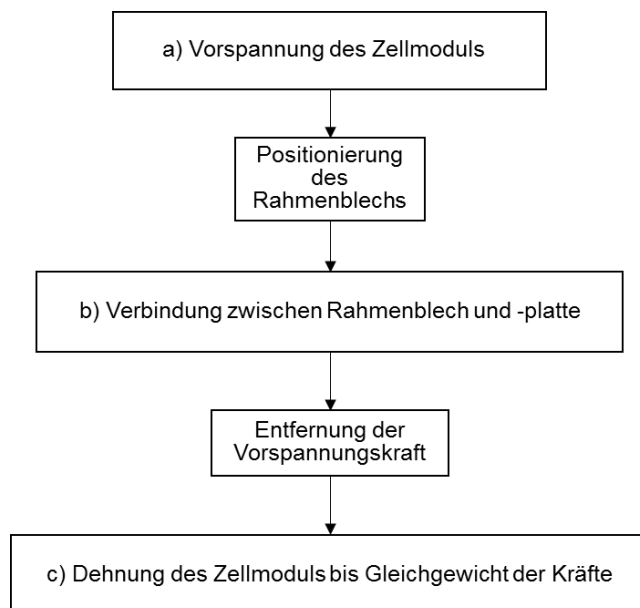 a) Vorspannung des Zellmoduls
Positionierung
des
Rahmenblechs
b) Verbindung zwischen Rahmenblech und -platte
Entfernung der
Vorspannungskraft
c) Dehnung des Zellmoduls bis Gleichgewicht der Kräfte